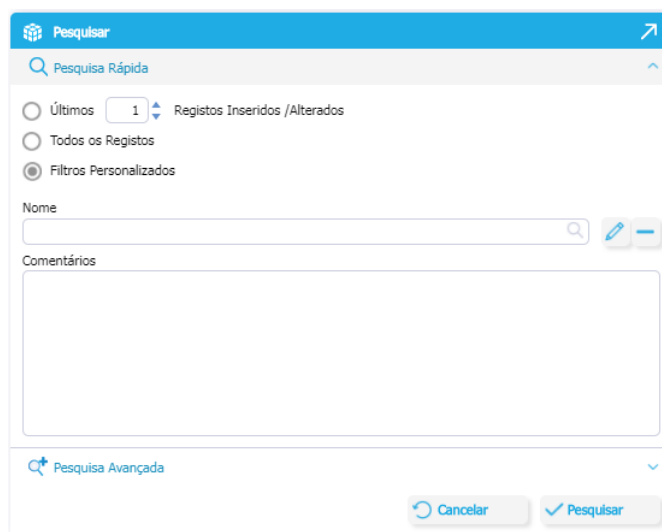 Pesquisar
Pesquisa Rápida
Últimos 1 Registos Inseridos /Alterados
Todos os Registos
Filtros Personalizados
Nome
Comentários
Pesquisa Avançada
Cancelar Pesquisar